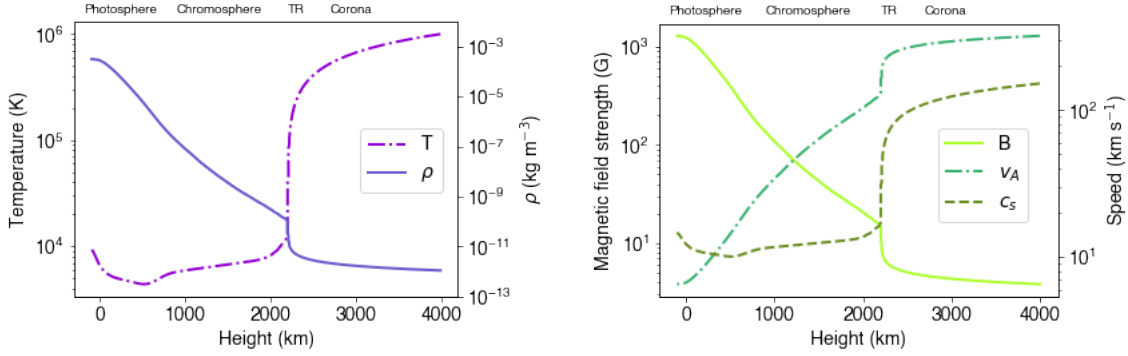 Photosphere Chromosphere TR Corona
10⁶
10⁵
10⁴
Temperature (K)
10⁻³
10⁻⁵
10⁻⁷
10⁻⁹
10⁻¹¹
10⁻¹³
ρ (kg m⁻³)
T
ρ
0 1000 2000 3000 4000
Height (km)
Photosphere Chromosphere TR Corona
10³
10²
10¹
Magnetic field strength (G)
10²
10¹
Speed (km s⁻¹)
B
v_A
c_s
0 1000 2000 3000 4000
Height (km)